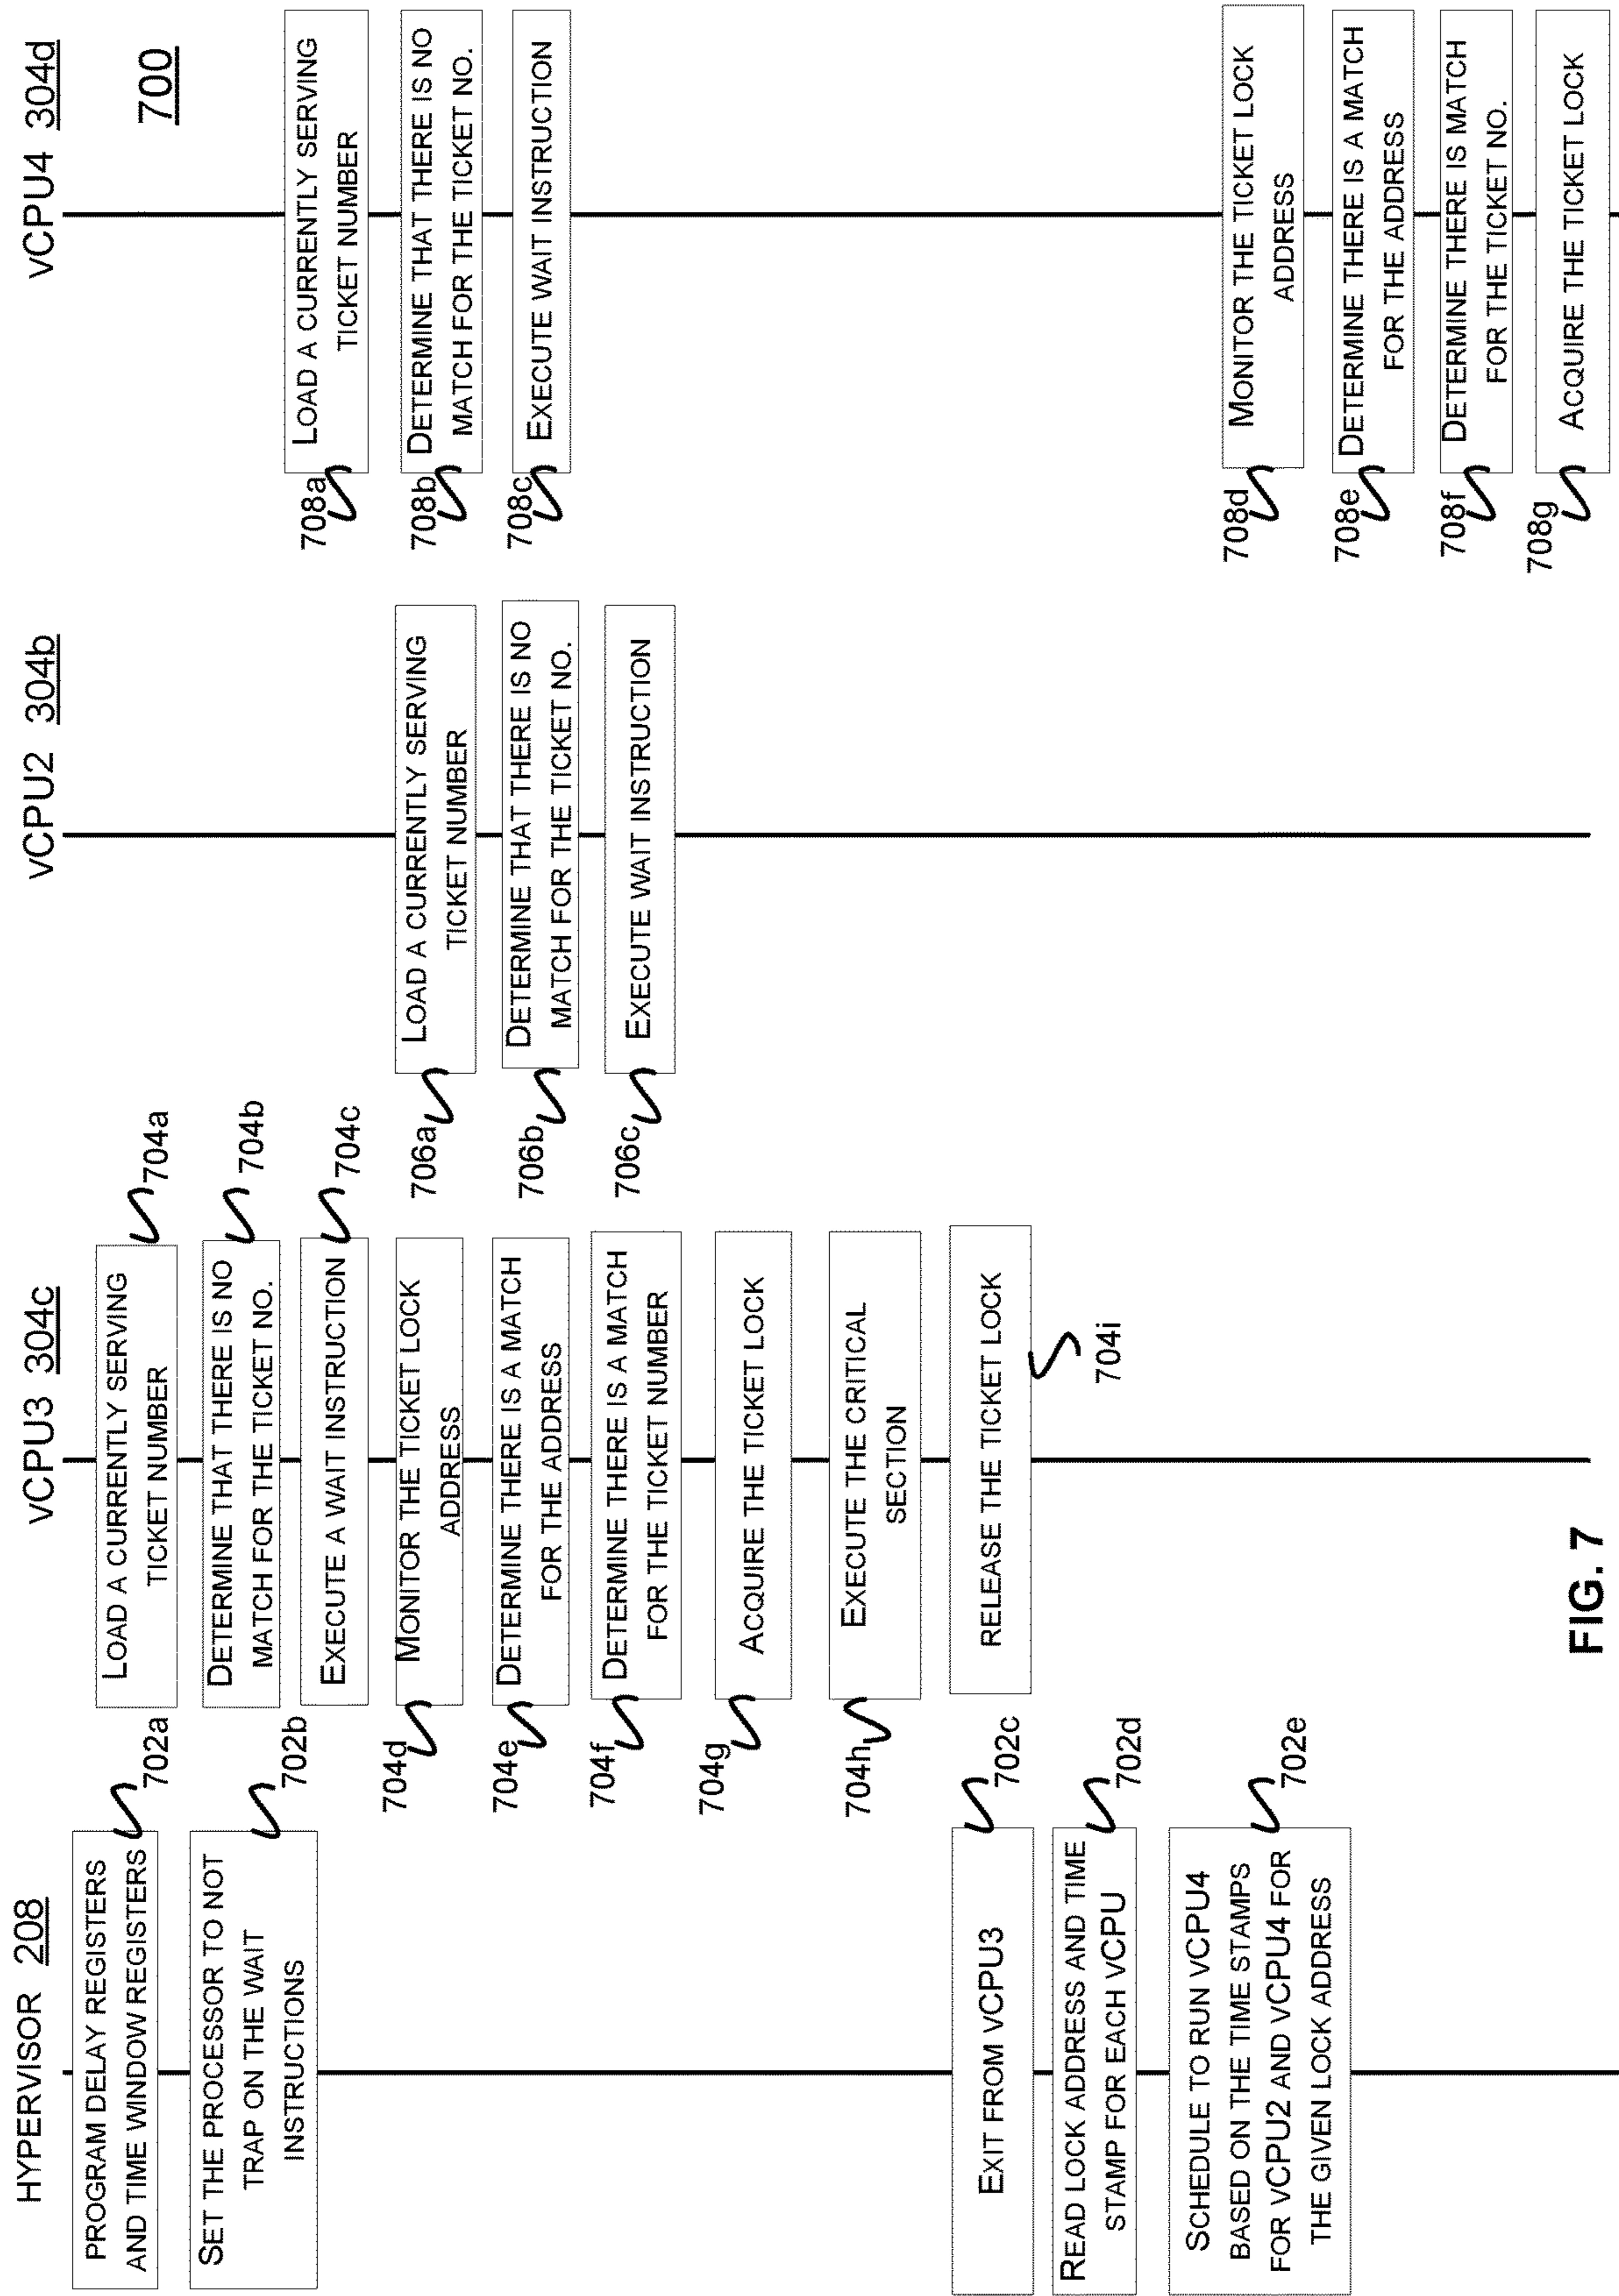 HYPERVISOR 208
PROGRAM DELAY REGISTERS
AND TIME WINDOW REGISTERS
702a
SET THE PROCESSOR TO NOT
TRAP ON THE WAIT
INSTRUCTIONS
702b
EXIT FROM VCPU3
702c
READ LOCK ADDRESS AND TIME
STAMP FOR EACH VCPU
702d
SCHEDULE TO RUN VCPU4
BASED ON THE TIME STAMPS
FOR VCPU2 AND VCPU4 FOR
THE GIVEN LOCK ADDRESS
702e
vCPU3 304c
LOAD A CURRENTLY SERVING
TICKET NUMBER
704a
DETERMINE THAT THERE IS NO
MATCH FOR THE TICKET NO.
704b
EXECUTE A WAIT INSTRUCTION
704c
MONITOR THE TICKET LOCK
ADDRESS
704d
DETERMINE THERE IS A MATCH
FOR THE ADDRESS
704e
DETERMINE THERE IS A MATCH
FOR THE TICKET NUMBER
704f
ACQUIRE THE TICKET LOCK
704g
EXECUTE THE CRITICAL
SECTION
704h
RELEASE THE TICKET LOCK
704i
vCPU2 304b
LOAD A CURRENTLY SERVING
TICKET NUMBER
706a
DETERMINE THAT THERE IS NO
MATCH FOR THE TICKET NO.
706b
EXECUTE WAIT INSTRUCTION
706c
vCPU4 304d
700
LOAD A CURRENTLY SERVING
TICKET NUMBER
708a
DETERMINE THAT THERE IS NO
MATCH FOR THE TICKET NO.
708b
EXECUTE WAIT INSTRUCTION
708c
MONITOR THE TICKET LOCK
ADDRESS
708d
DETERMINE THERE IS A MATCH
FOR THE ADDRESS
708e
DETERMINE THERE IS MATCH
FOR THE TICKET NO.
708f
ACQUIRE THE TICKET LOCK
708g
FIG. 7